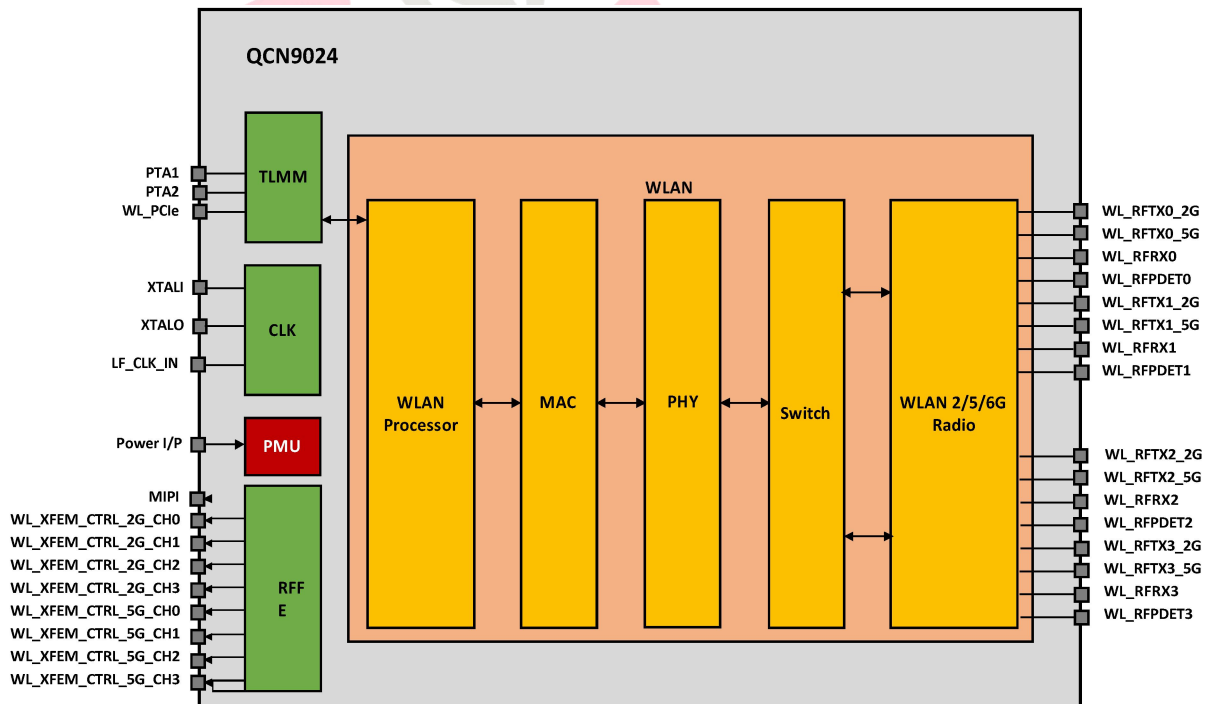 QCN9024
TLMM
PTA1
PTA2
WL_PCIe
XTALI
XTALO
LF_CLK_IN
CLK
Power I/P
PMU
MIPI
WL_XFEM_CTRL_2G_CH0
WL_XFEM_CTRL_2G_CH1
WL_XFEM_CTRL_2G_CH2
WL_XFEM_CTRL_2G_CH3
WL_XFEM_CTRL_5G_CH0
WL_XFEM_CTRL_5G_CH1
WL_XFEM_CTRL_5G_CH2
WL_XFEM_CTRL_5G_CH3
RFF
E
WLAN
WLAN
Processor
MAC
PHY
Switch
WLAN 2/5/6G
Radio
WL_RFTX0_2G
WL_RFTX0_5G
WL_RFRX0
WL_RFPDET0
WL_RFTX1_2G
WL_RFTX1_5G
WL_RFRX1
WL_RFPDET1
WL_RFTX2_2G
WL_RFTX2_5G
WL_RFRX2
WL_RFPDET2
WL_RFTX3_2G
WL_RFTX3_5G
WL_RFRX3
WL_RFPDET3